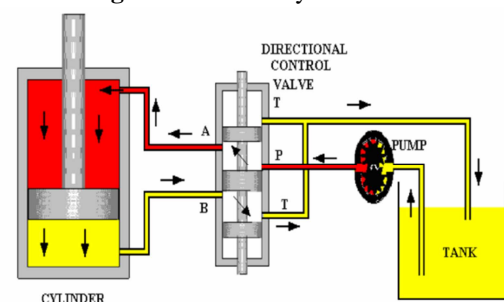 DIRECTIONAL
CONTROL
VALVE
T
A
P
PUMP
B
T
TANK
CYLINDER